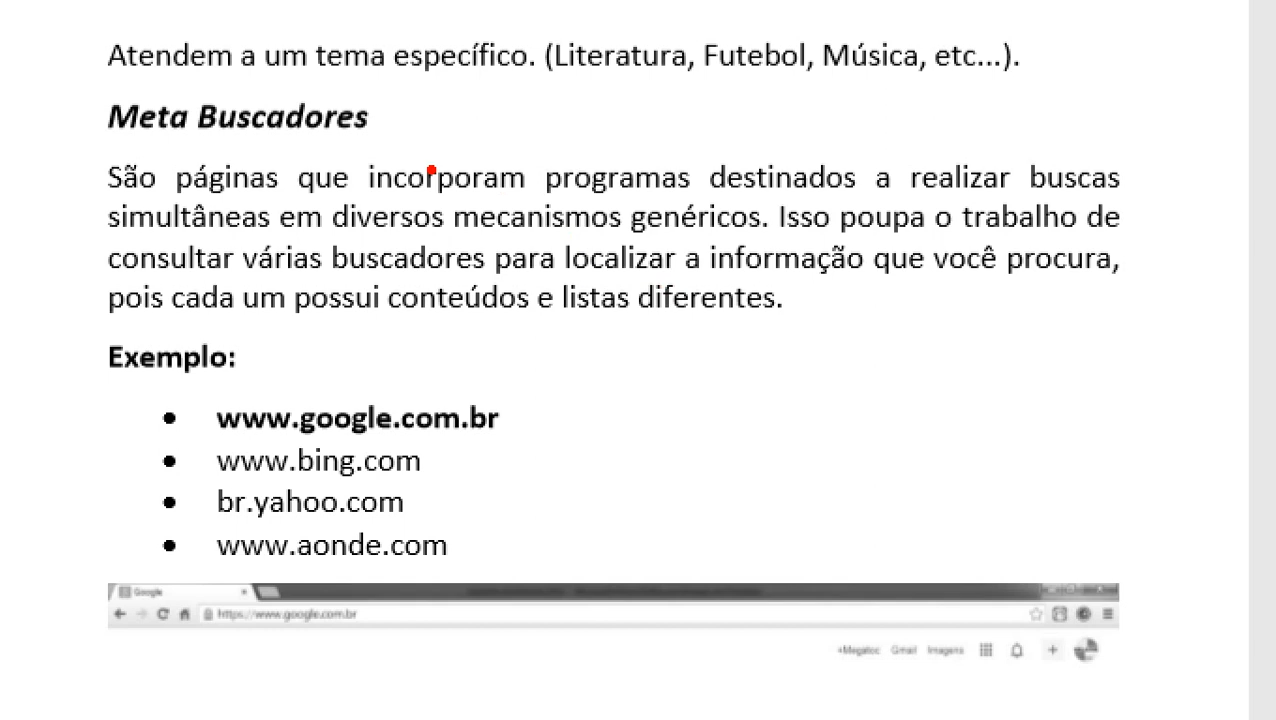 Atendem a um tema específico. (Literatura, Futebol, Música, etc...).
Meta Buscadores
São páginas que incorporam programas destinados a realizar buscas
simultâneas em diversos mecanismos genéricos. Isso poupa o trabalho de
consultar várias buscadores para localizar a informação que você procura,
pois cada um possui conteúdos e listas diferentes.
Exemplo:
• www.google.com.br
• www.bing.com
• br.yahoo.com
• www.aonde.com
Google
https://www.google.com.br
+Megatec Gmail Imagens